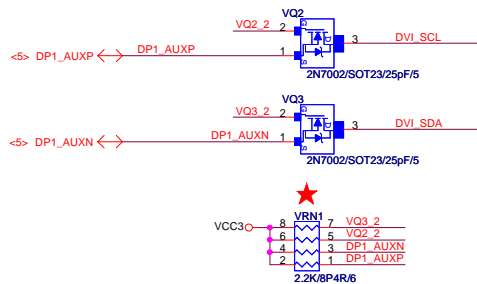 VQ2
VQ2_2 2
D G S
<5> DP1_AUXP DP1_AUXP 1 3 DVI_SCL
2N7002/SOT23/25pF/5
VQ3
VQ3_2 2
D G S
<5> DP1_AUXN DP1_AUXN 1 3 DVI_SDA
2N7002/SOT23/25pF/5
VRN1
VCC3 8 7 VQ3_2
6 5 VQ2_2
4 3 DP1_AUXN
2 1 DP1_AUXP
2.2K/8P4R/6